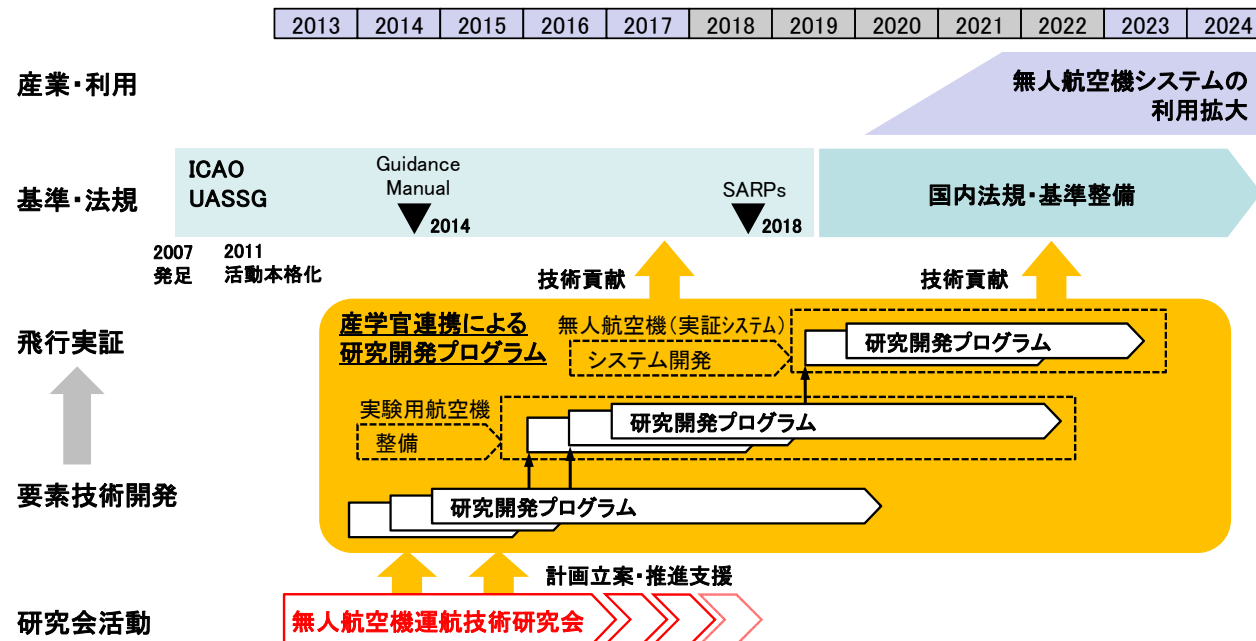 2013 2014 2015 2016 2017 2018 2019 2020 2021 2022 2023 2024
産業・利用
無人航空機システムの
利用拡大
基準・法規
ICAO
UASSG
Guidance
Manual
2014
SARPs
2018
国内法規・基準整備
2007
発足
2011
活動本格化
技術貢献
技術貢献
飛行実証
産学官連携による
研究開発プログラム
無人航空機(実証システム)
システム開発
研究開発プログラム
実験用航空機
整備
研究開発プログラム
要素技術開発
研究開発プログラム
計画立案・推進支援
研究会活動
無人航空機運航技術研究会